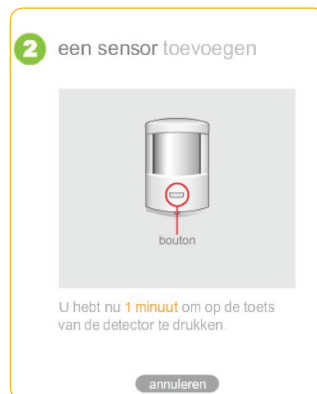 2 een sensor toevoegen
bouton
U hebt nu 1 minuut om op de toets
van de detector te drukken.
annuleren